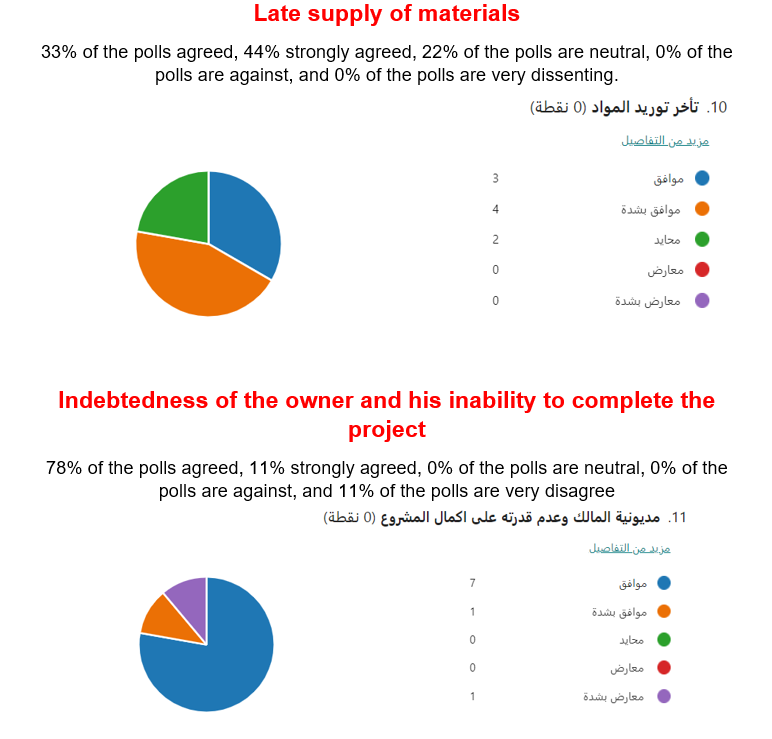 Late supply of materials
33% of the polls agreed, 44% strongly agreed, 22% of the polls are neutral, 0% of the
polls are against, and 0% of the polls are very dissenting.
10. تأخر توريد المواد (0 نقطة)
مزيد من التفاصيل
موافق 3
موافق بشدة 4
محايد 2
معارض 0
معارض بشدة 0
Indebtedness of the owner and his inability to complete the
project
78% of the polls agreed, 11% strongly agreed, 0% of the polls are neutral, 0% of the
polls are against, and 11% of the polls are very disagree
11. مديونية المالك وعدم قدرته على اكمال المشروع (0 نقطة)
مزيد من التفاصيل
موافق 7
موافق بشدة 1
محايد 0
معارض 0
معارض بشدة 1